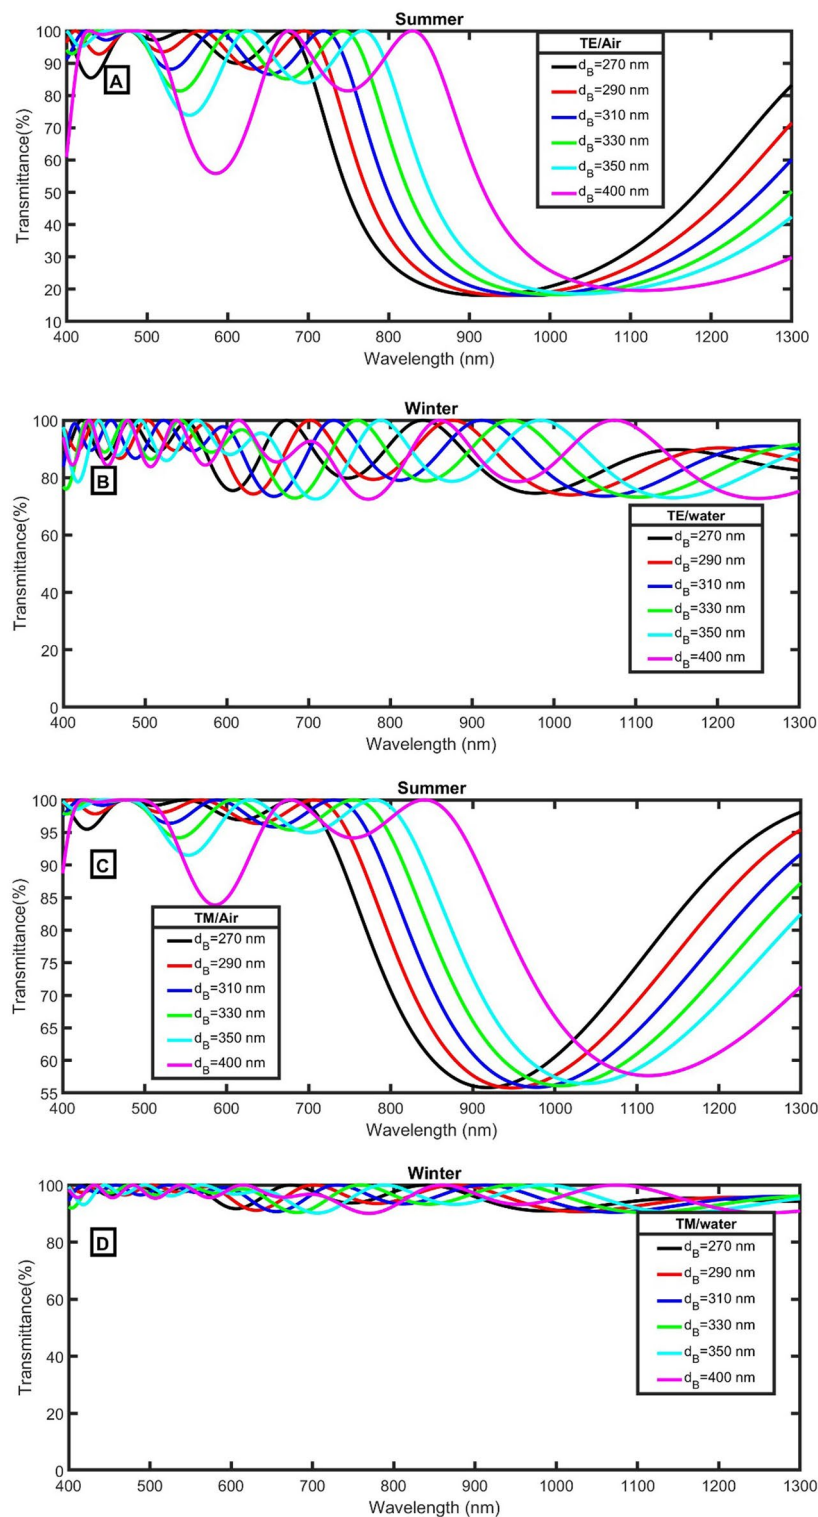 Summer
100
90
80
70
60
50
40
30
20
10
Transmittance(%)
A
TE/Air
d_B=270 nm
d_B=290 nm
d_B=310 nm
d_B=330 nm
d_B=350 nm
d_B=400 nm
400 500 600 700 800 900 1000 1100 1200 1300
Wavelength (nm)
Winter
100
80
60
40
20
0
Transmittance(%)
B
TE/water
d_B=270 nm
d_B=290 nm
d_B=310 nm
d_B=330 nm
d_B=350 nm
d_B=400 nm
400 500 600 700 800 900 1000 1100 1200 1300
Wavelength (nm)
Summer
100
95
90
85
80
75
70
65
60
55
Transmittance(%)
C
TM/Air
d_B=270 nm
d_B=290 nm
d_B=310 nm
d_B=330 nm
d_B=350 nm
d_B=400 nm
400 500 600 700 800 900 1000 1100 1200 1300
Wavelength (nm)
Winter
100
80
60
40
20
0
Transmittance(%)
D
TM/water
d_B=270 nm
d_B=290 nm
d_B=310 nm
d_B=330 nm
d_B=350 nm
d_B=400 nm
400 500 600 700 800 900 1000 1100 1200 1300
Wavelength (nm)